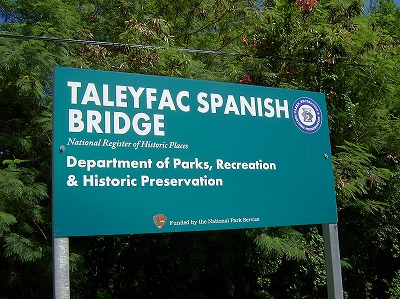 TALEYFAC SPANISH
BRIDGE
National Register of Historic Places
Department of Parks, Recreation
& Historic Preservation
Funded by the National Park Service